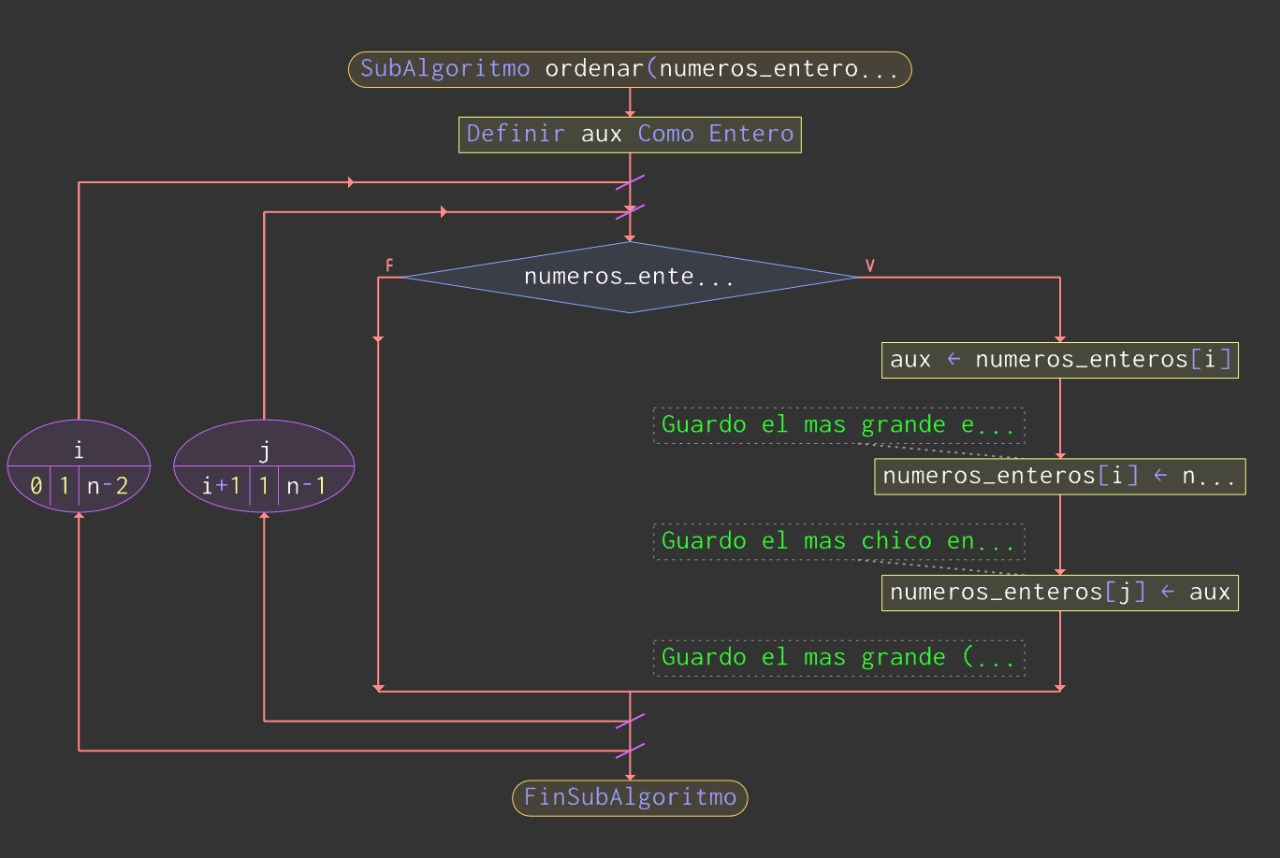 SubAlgoritmo ordenar(numeros_entero...
Definir aux Como Entero
F
V
numeros_ente...
aux ← numeros_enteros[i]
Guardo el mas grande e...
i
j
0 1 n-2
i+1 1 n-1
numeros_enteros[i] ← n...
Guardo el mas chico en...
numeros_enteros[j] ← aux
Guardo el mas grande (...
FinSubAlgoritmo